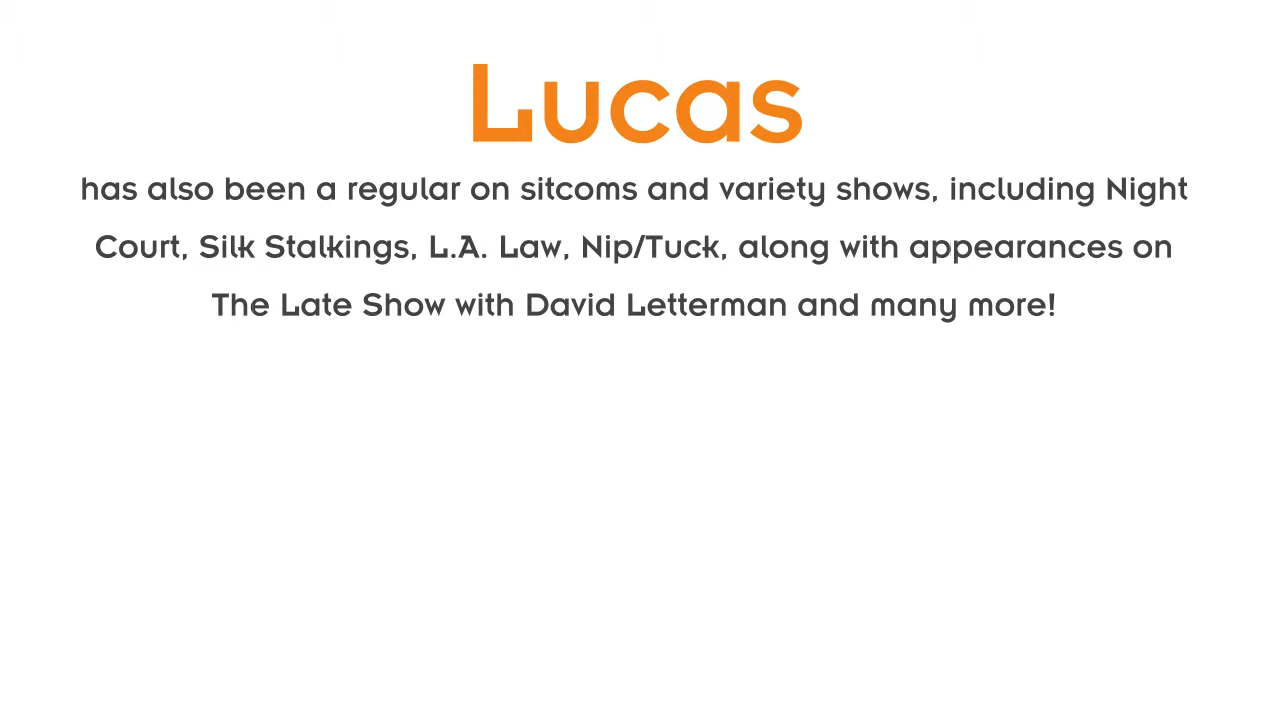 Lucas
has also been a regular on sitcoms and variety shows, including Night
Court, Silk Stalkings, L.A. Law, Nip/Tuck, along with appearances on
The Late Show with David Letterman and many more!